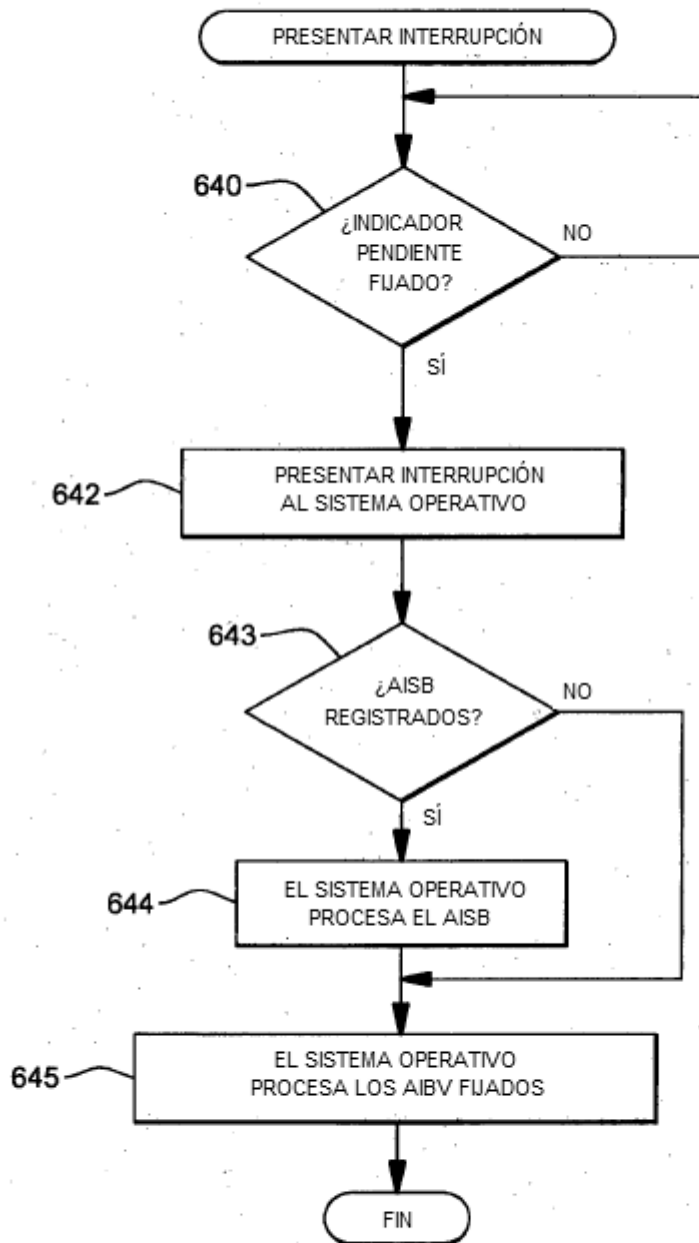 PRESENTAR INTERRUPCIÓN
640
¿INDICADOR
PENDIENTE
FIJADO?
NO
SÍ
642
PRESENTAR INTERRUPCIÓN
AL SISTEMA OPERATIVO
643
¿AISB
REGISTRADOS?
NO
SÍ
644
EL SISTEMA OPERATIVO
PROCESA EL AISB
645
EL SISTEMA OPERATIVO
PROCESA LOS AIBV FIJADOS
FIN